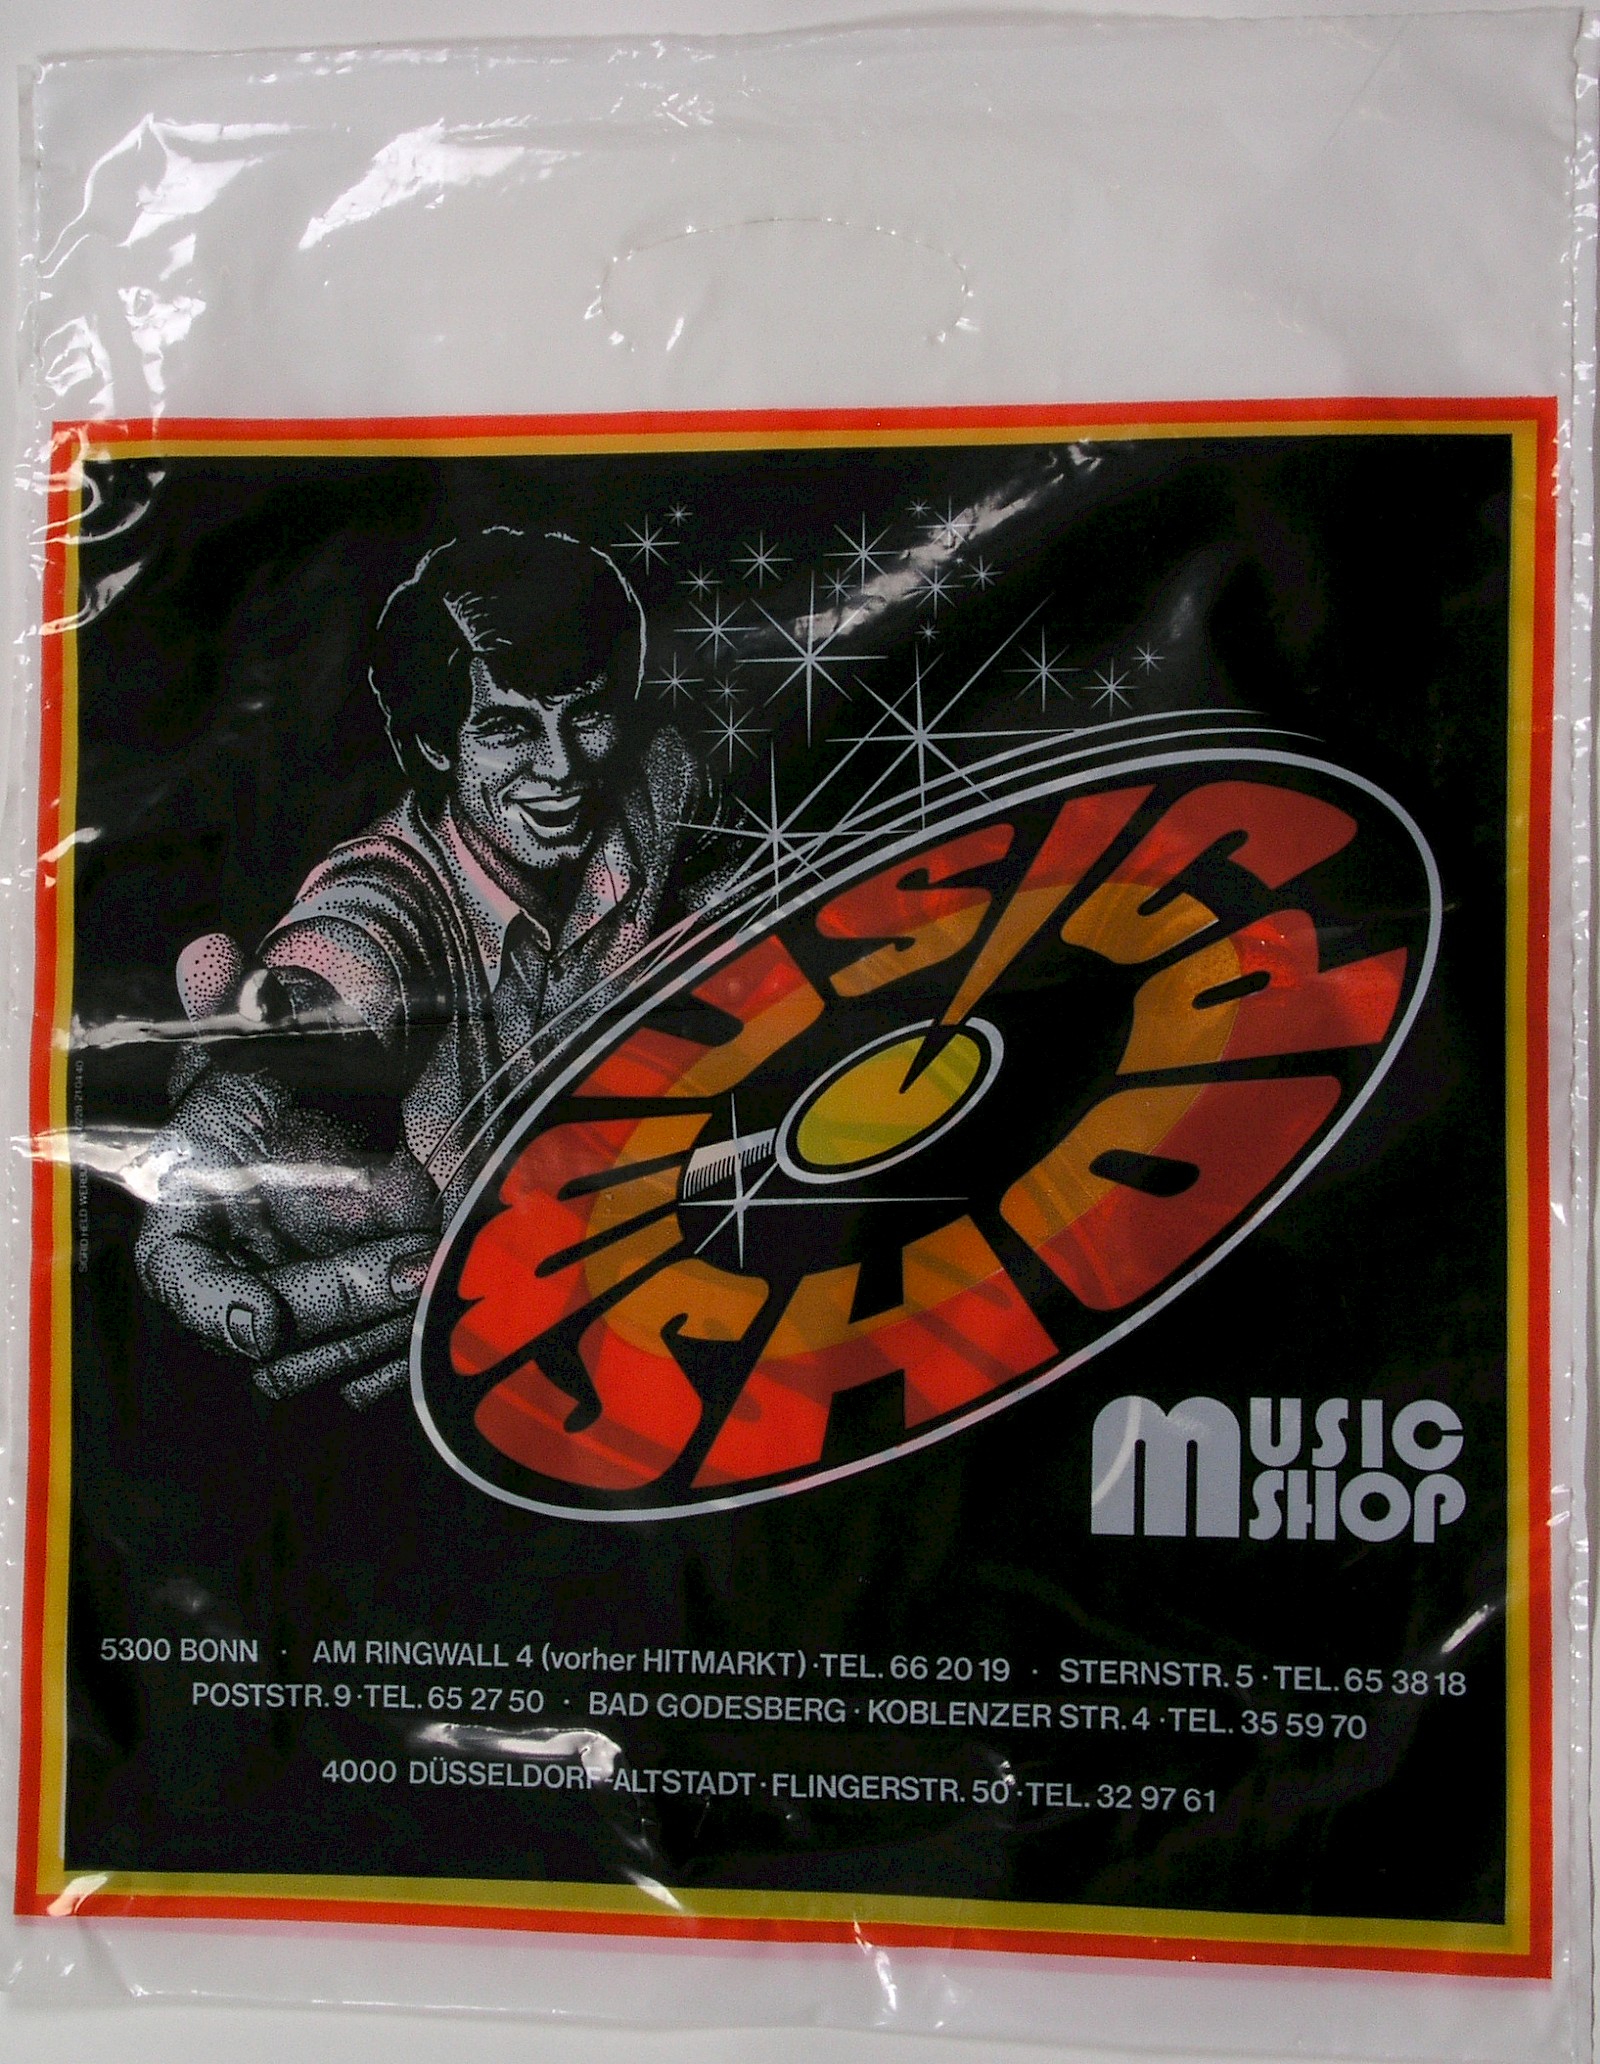 MUSIC
SHOP
MUSIC
SHOP
5300 BONN · AM RINGWALL 4 (vorher HITMARKT)·TEL. 66 20 19 · STERNSTR. 5·TEL. 65 38 18
POSTSTR. 9·TEL. 65 27 50 · BAD GODESBERG·KOBLENZER STR. 4·TEL. 35 59 70
4000 DÜSSELDORF-ALTSTADT·FLINGERSTR. 50·TEL. 32 97 61